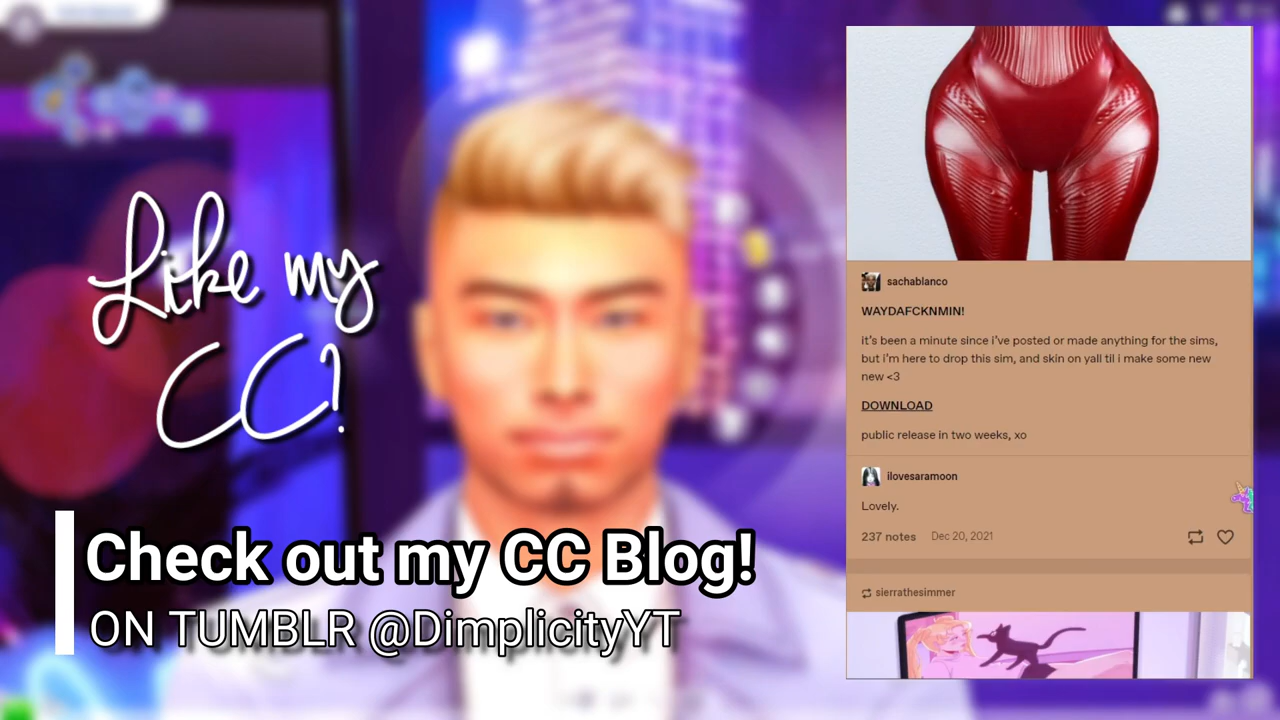 Like my
CC?
Check out my CC Blog!
ON TUMBLR @DimplicityYT
sachablanco
WAYDAFCKNMIN!
it's been a minute since i've posted or made anything for the sims,
but i'm here to drop this sim, and skin on yall til i make some new
new <3
DOWNLOAD
public release in two weeks, xo
ilovesaramoon
Lovely.
237 notes Dec 20, 2021
sierrathesimmer